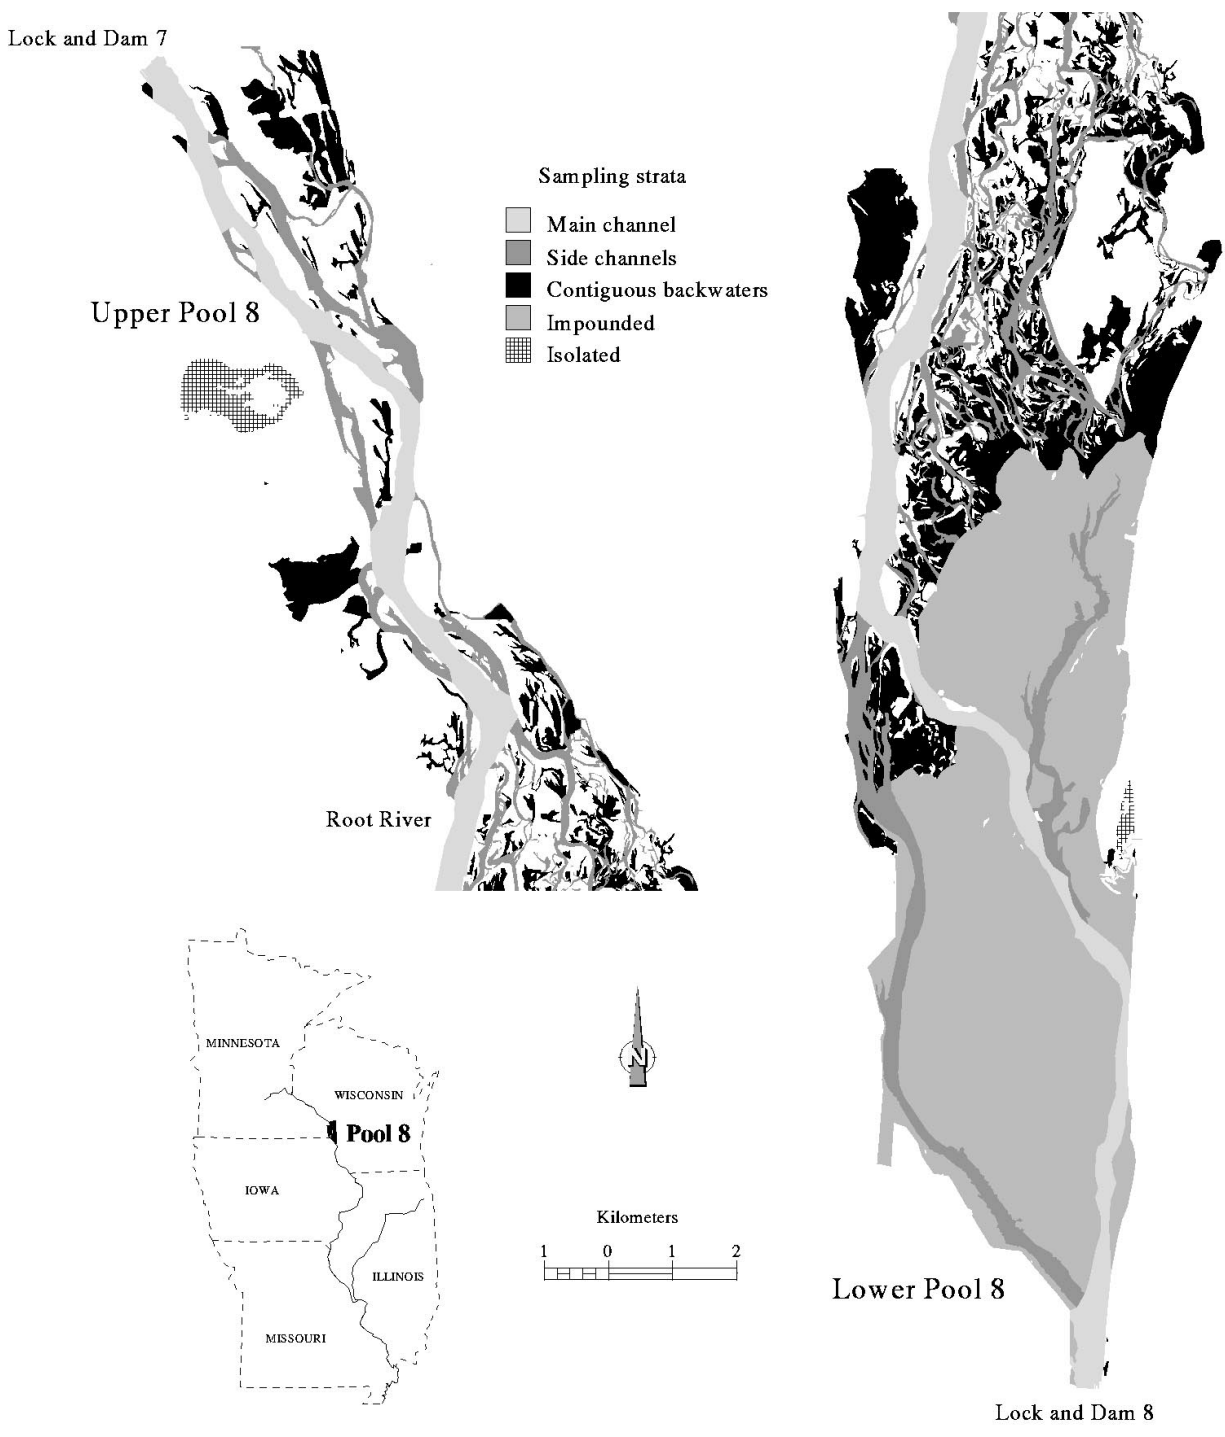 Lock and Dam 7
Sampling strata
Main channel
Side channels
Contiguous backwaters
Impounded
Isolated
Upper Pool 8
Root River
MINNESOTA
WISCONSIN
Pool 8
IOWA
ILLINOIS
MISSOURI
N
Kilometers
1 0 1 2
Lower Pool 8
Lock and Dam 8